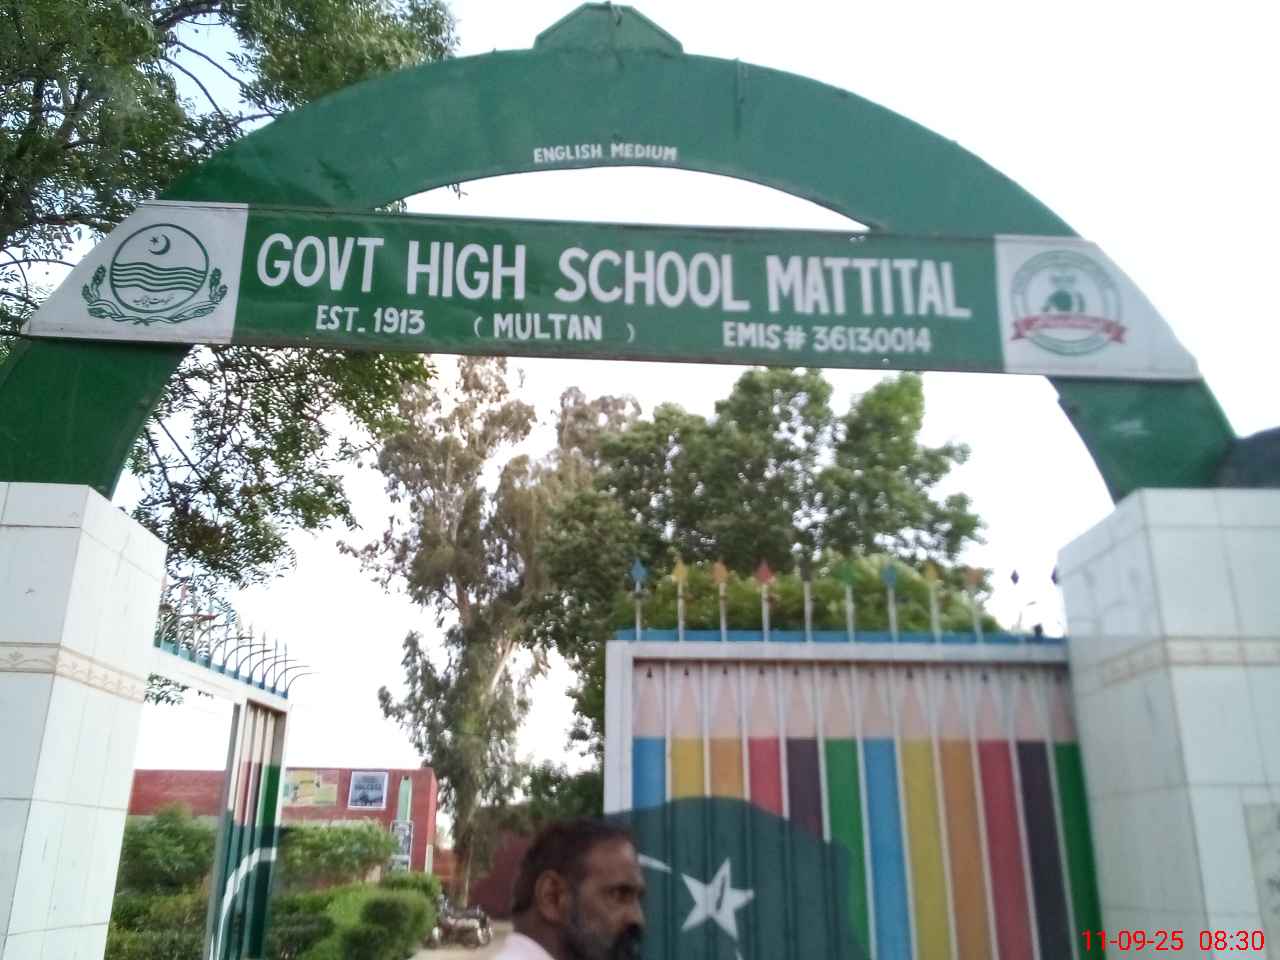 ENGLISH MEDIUM
GOVT HIGH SCHOOL MATTITAL
EST. 1913 (MULTAN) EMIS# 36130014
11-09-25 08:30